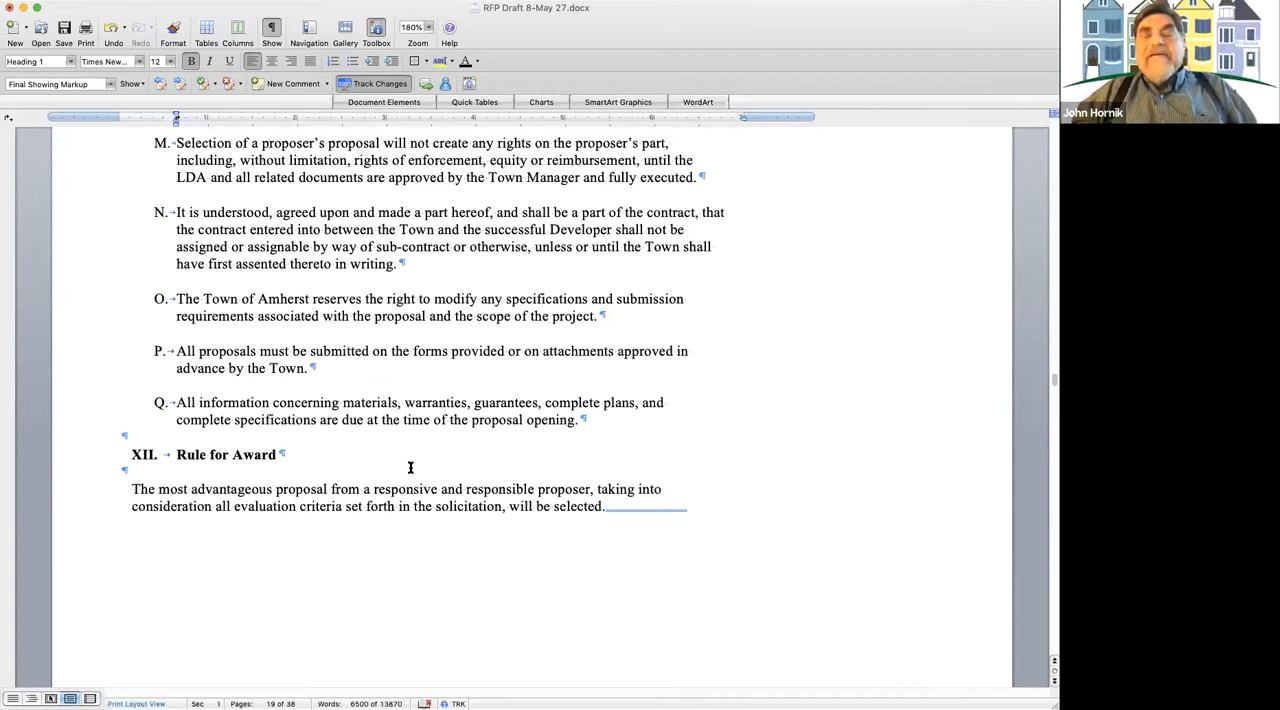 RFP Draft 8-May 27.docx
180%
New Open Save Print Undo Redo Format Tables Columns Show Navigation Gallery Toolbox Zoom Help
Heading 1 Times New... 12 B I U
Final Showing Markup Show New Comment Track Changes
Document Elements Quick Tables Charts SmartArt Graphics WordArt
John Hornik
M. Selection of a proposer's proposal will not create any rights on the proposer's part,
including, without limitation, rights of enforcement, equity or reimbursement, until the
LDA and all related documents are approved by the Town Manager and fully executed.
N. It is understood, agreed upon and made a part hereof, and shall be a part of the contract, that
the contract entered into between the Town and the successful Developer shall not be
assigned or assignable by way of sub-contract or otherwise, unless or until the Town shall
have first assented thereto in writing.
O. The Town of Amherst reserves the right to modify any specifications and submission
requirements associated with the proposal and the scope of the project.
P. All proposals must be submitted on the forms provided or on attachments approved in
advance by the Town.
Q. All information concerning materials, warranties, guarantees, complete plans, and
complete specifications are due at the time of the proposal opening.
XII. Rule for Award
The most advantageous proposal from a responsive and responsible proposer, taking into
consideration all evaluation criteria set forth in the solicitation, will be selected.
Print Layout View Sec 1 Pages: 19 of 38 Words: of 13870 TRK